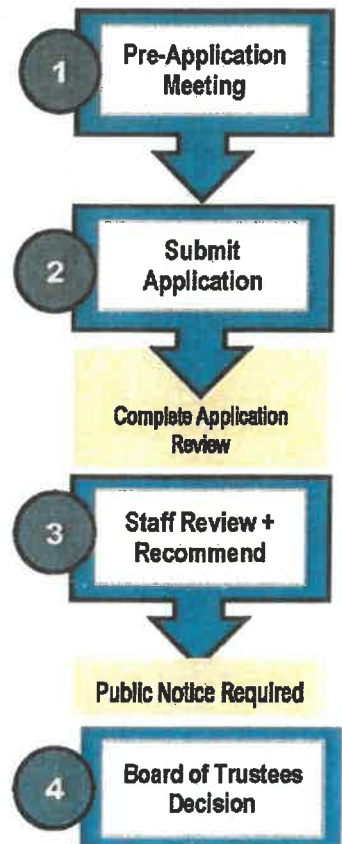 1
Pre-Application
Meeting
2
Submit
Application
Complete Application
Review
3
Staff Review +
Recommend
Public Notice Required
4
Board of Trustees
Decision